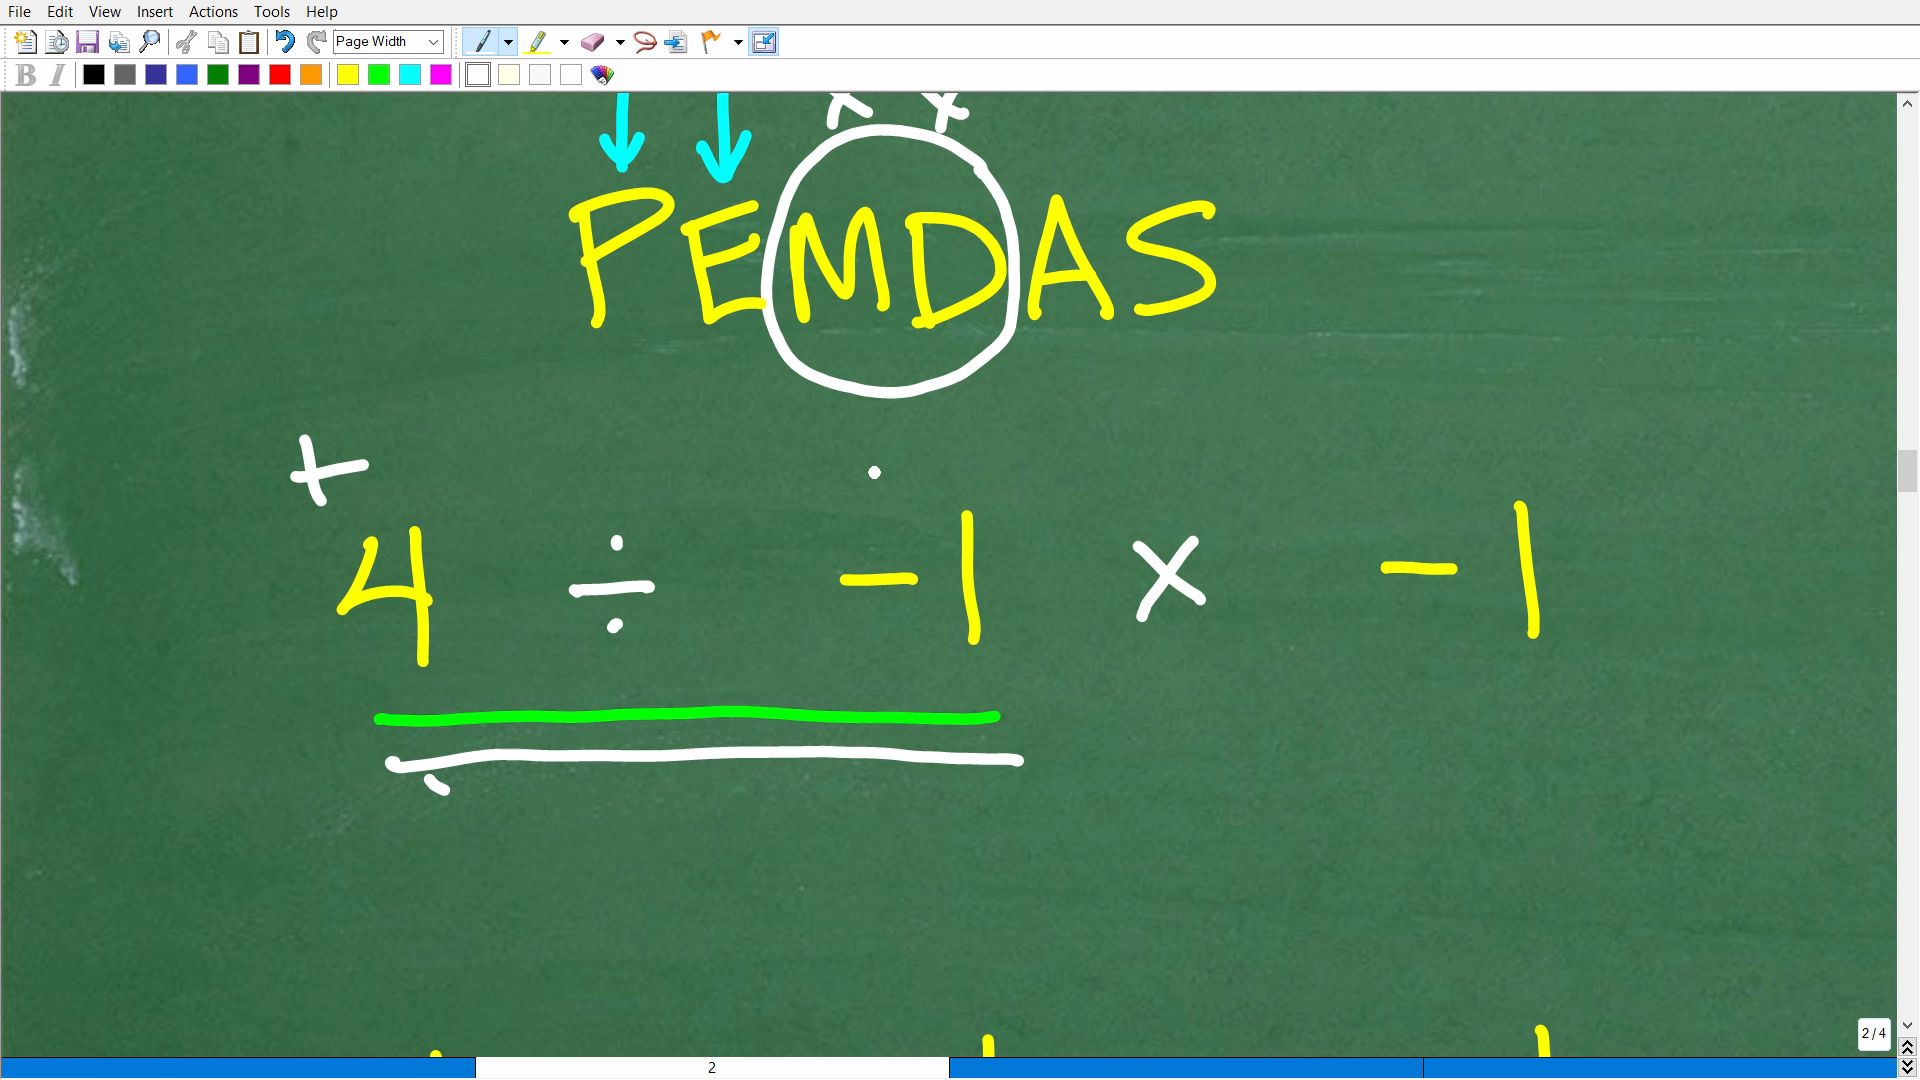 File Edit View Insert Actions Tools Help
Page Width
B I
PEMDAS
+
4 ÷ -1 × -1
2 / 4
2